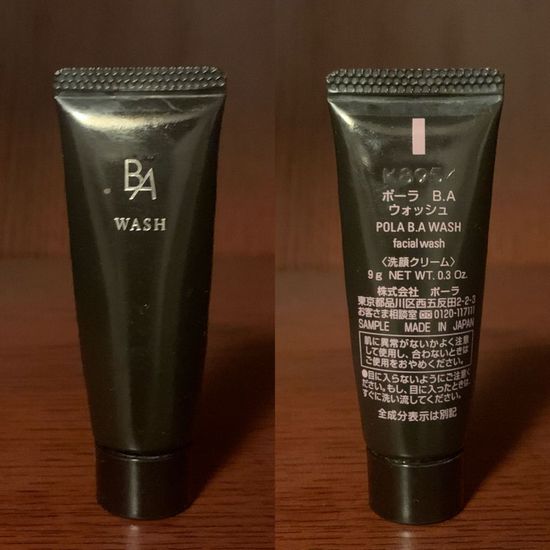 BA
WASH
ポーラ B.A
ウォッシュ
POLA B.A WASH
facial wash
〈洗顔クリーム〉
9g NET WT. 0.3 Oz.
株式会社 ポーラ
東京都品川区西五反田2-2-3
お客さま相談室 0120-117111
SAMPLE MADE IN JAPAN
肌に異常がないかよく注意
して使用し、合わないときは
ご使用をおやめください。
●目に入らないようにご注意く
ださい。もし、目に入ったときは、
すぐに洗い流してください。
全成分表示は別記